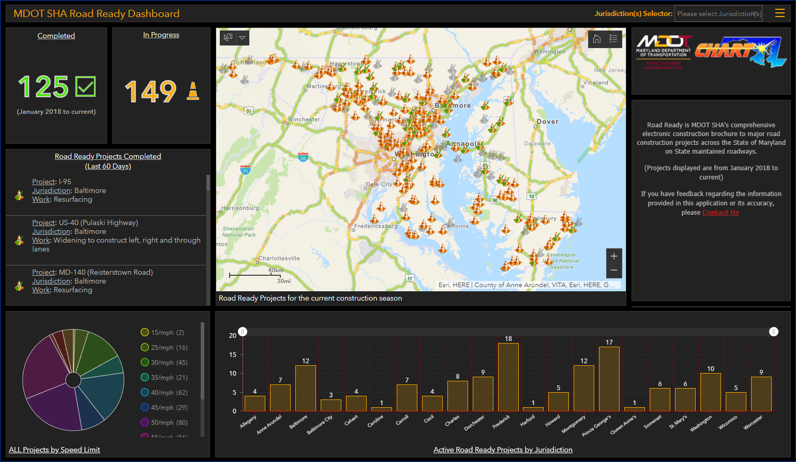 MDOT SHA Road Ready Dashboard
Jurisdiction(s) Selector: Please select Jurisdiction(s)
Completed
125
(January 2018 to current)
In Progress
149
Road Ready Projects Completed
(Last 60 Days)
Project: I-95
Jurisdiction: Baltimore
Work: Resurfacing
Project: US-40 (Pulaski Highway)
Jurisdiction: Baltimore
Work: Widening to construct left, right and through
lanes
Project: MD-140 (Reisterstown Road)
Jurisdiction: Baltimore
Work: Resurfacing
Wilmington
Martinsburg
Winchester
Baltimore
Vineland
Dover
Annapolis
Washington
Delaware
Dale City
Harrisonburg
Shenandoah
National Park
Fredericksburg
California
Salisbury
Assateague
Island National
Seashore
Charlottesville
40km
30mi
Esri, HERE | County of Anne Arundel, VITA, Esri, HERE, G...
Road Ready Projects for the current construction season
MDOT
MARYLAND DEPARTMENT
OF TRANSPORTATION
STATE HIGHWAY
ADMINISTRATION
CHART
Road Ready is MDOT SHA's comprehensive
electronic construction brochure to major road
construction projects across the State of Maryland
on State maintained roadways.
(Projects displayed are from January 2018 to
current)
If you have feedback regarding the information
provided in this application or its accuracy,
please Contact Us
15/mph (2)
25/mph (16)
30/mph (45)
35/mph (21)
40/mph (62)
45/mph (29)
50/mph (80)
ALL Projects by Speed Limit
20
15
10
5
0
4 7 12 3 4 1 7 4 8 9 18 1 5 12 17 1 6 6 10 5 9
Allegany Anne Arundel Baltimore Baltimore City Calvert Caroline Carroll Cecil Charles Dorchester Frederick Harford Howard Montgomery Prince George's Queen Anne's Somerset St. Mary's Washington Wicomico Worcester
Active Road Ready Projects by Jurisdiction